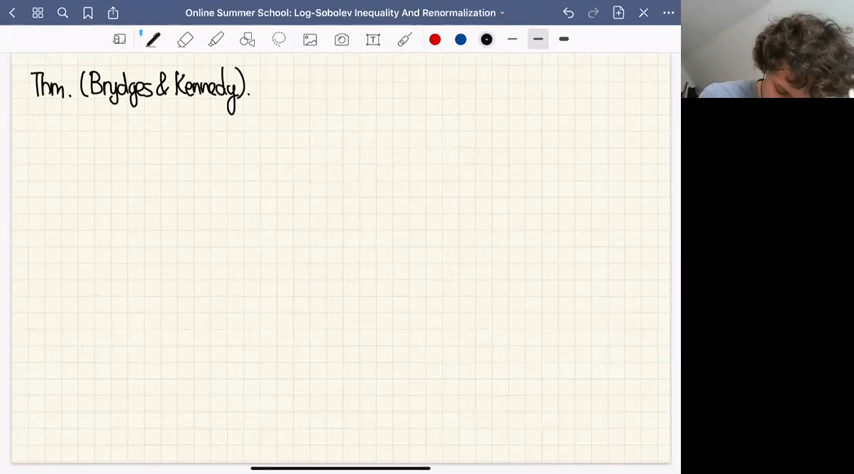 Online Summer School: Log-Sobolev Inequality And Renormalization
Thm. (Brydges & Kennedy).